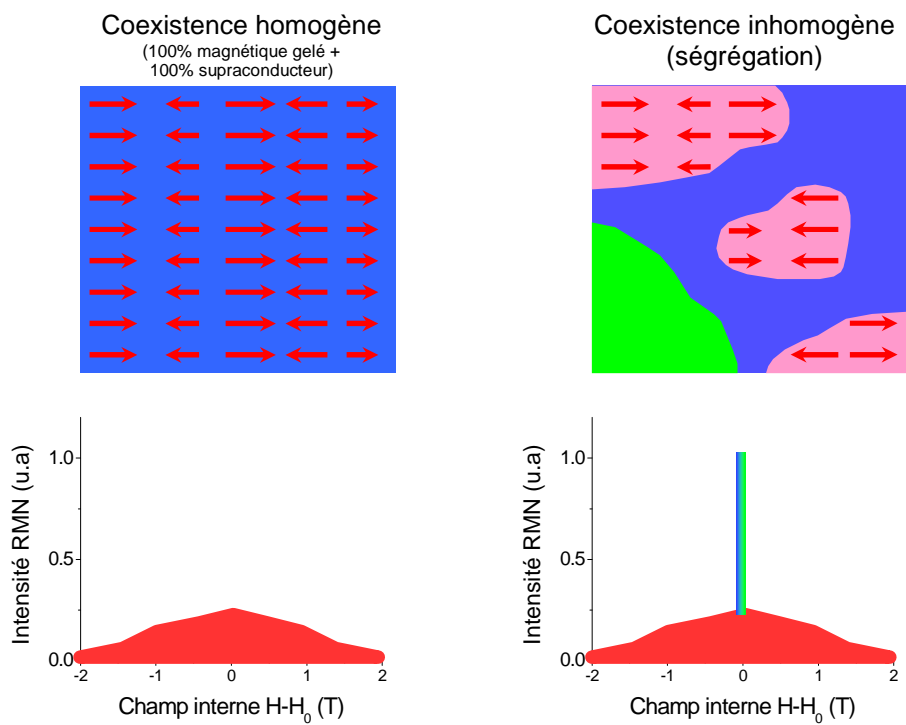 Coexistence homogène
(100% magnétique gelé +
100% supraconducteur)
Coexistence inhomogène
(ségrégation)
Intensité RMN (u.a)
1.0
0.5
0.0
-2
-1
0
1
2
Champ interne H-H0 (T)
Intensité RMN (u.a)
1.0
0.5
0.0
-2
-1
0
1
2
Champ interne H-H0 (T)